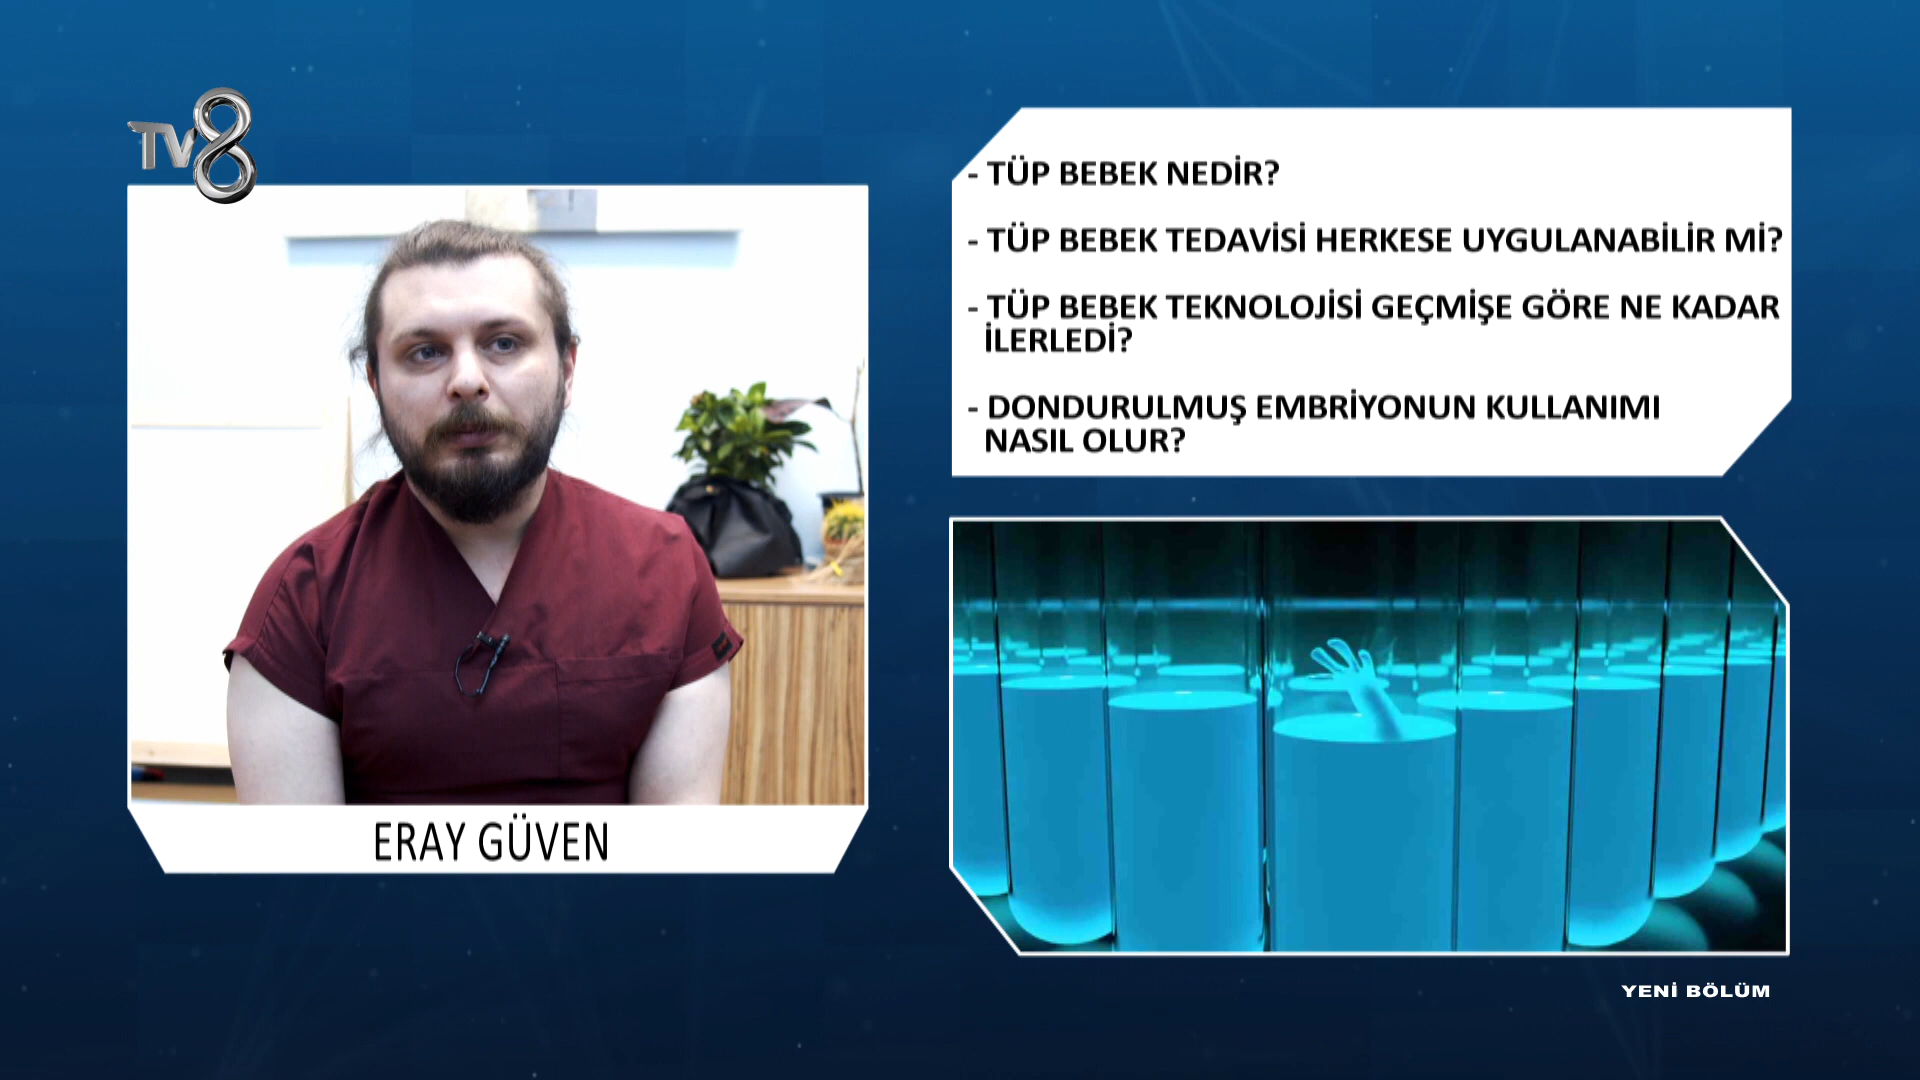 TV8
- TÜP BEBEK NEDİR?
- TÜP BEBEK TEDAVİSİ HERKESE UYGULANABİLİR Mİ?
- TÜP BEBEK TEKNOLOJİSİ GEÇMİŞE GÖRE NE KADAR
İLERLEDİ?
- DONDURULMUŞ EMBRİYONUN KULLANIMI
NASIL OLUR?
ERAY GÜVEN
YENİ BÖLÜM